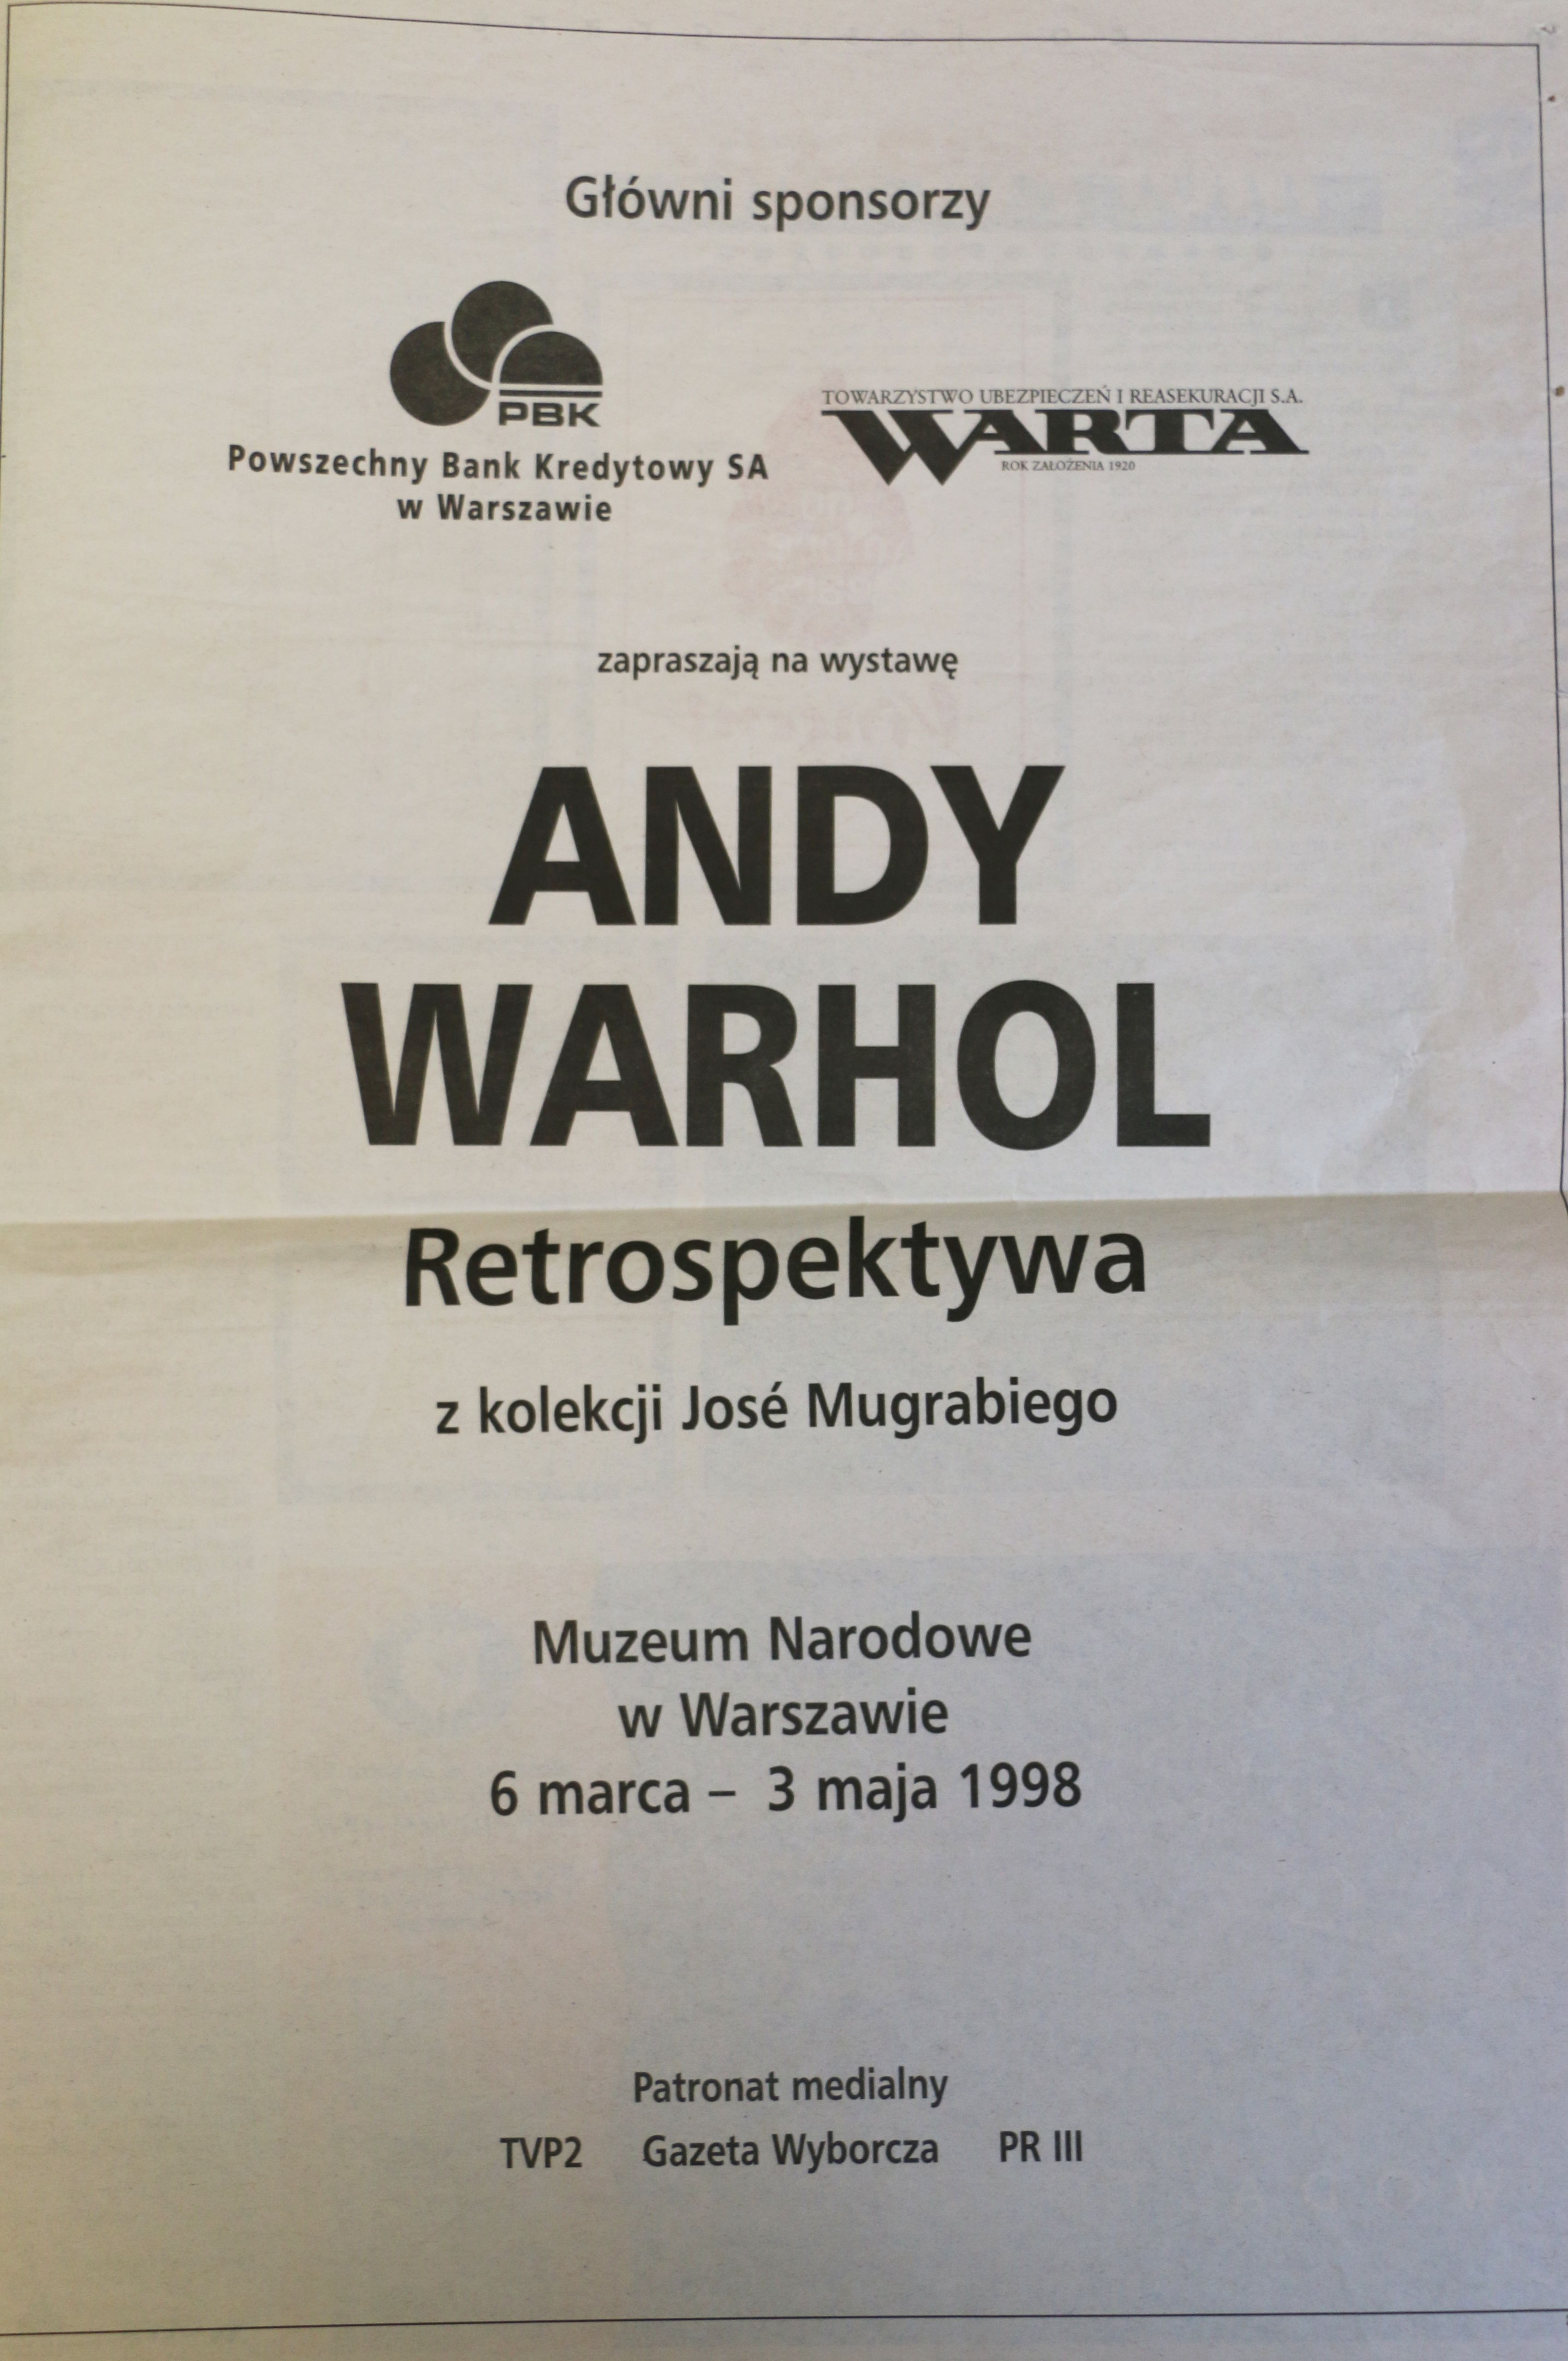 Główni sponsorzy
PBK
Powszechny Bank Kredytowy SA
w Warszawie
TOWARZYSTWO UBEZPIECZEŃ I REASEKURACJI S.A.
WARTA
ROK ZAŁOŻENIA 1920
zapraszają na wystawę
ANDY
WARHOL
Retrospektywa
z kolekcji José Mugrabiego
Muzeum Narodowe
w Warszawie
6 marca – 3 maja 1998
Patronat medialny
TVP2 Gazeta Wyborcza PR III